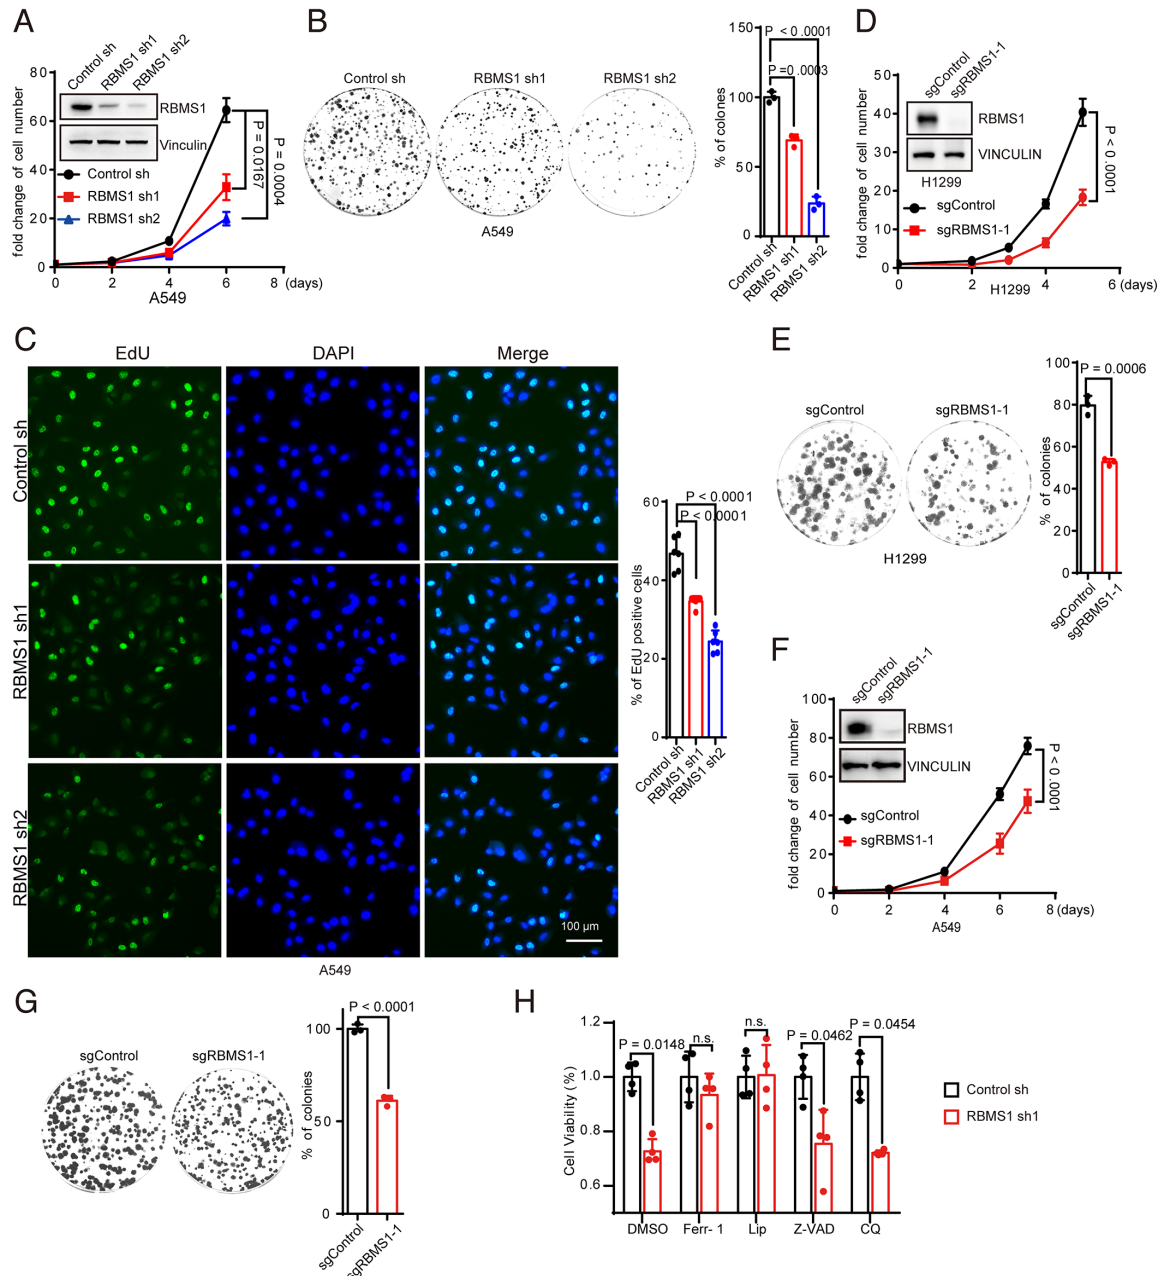 A
Control sh
RBMS1 sh1
RBMS1 sh2
fold change of cell number
80
60
40
20
0
RBMS1
Vinculin
Control sh
RBMS1 sh1
RBMS1 sh2
P = 0.0167
P = 0.0004
0 2 4 6 8 (days)
A549
B
Control sh RBMS1 sh1 RBMS1 sh2
A549
% of colones
150
100
50
0
P < 0.0001
P =0.0003
Control sh
RBMS1 sh1
RBMS1 sh2
D
sgControl
sgRBMS1-1
fold change of cell number
50
40
30
20
10
0
RBMS1
VINCULIN
H1299
sgControl
sgRBMS1-1
P < 0.0001
0 2 4 6 (days)
H1299
C
EdU DAPI Merge
Control sh
RBMS1 sh1
RBMS1 sh2
100 µm
A549
% of EdU positive cells
60
40
20
0
P < 0.0001
P < 0.0001
Control sh
RBMS1 sh1
RBMS1 sh2
E
sgControl sgRBMS1-1
H1299
% of colonies
100
80
60
40
20
0
P = 0.0006
sgControl
sgRBMS1-1
F
sgControl
sgRBMS1-1
fold change of cell number
100
80
60
40
20
0
RBMS1
VINCULIN
sgControl
sgRBMS1-1
P < 0.0001
0 2 4 6 8 (days)
A549
G
sgControl sgRBMS1-1
% of colonies
100
50
0
P < 0.0001
sgControl
sgRBMS1-1
H
Cell Viability (%)
1.2
1.0
0.8
0.6
P = 0.0148
n.s.
n.s.
P = 0.0462
P = 0.0454
DMSO Ferr- 1 Lip Z-VAD CQ
Control sh
RBMS1 sh1